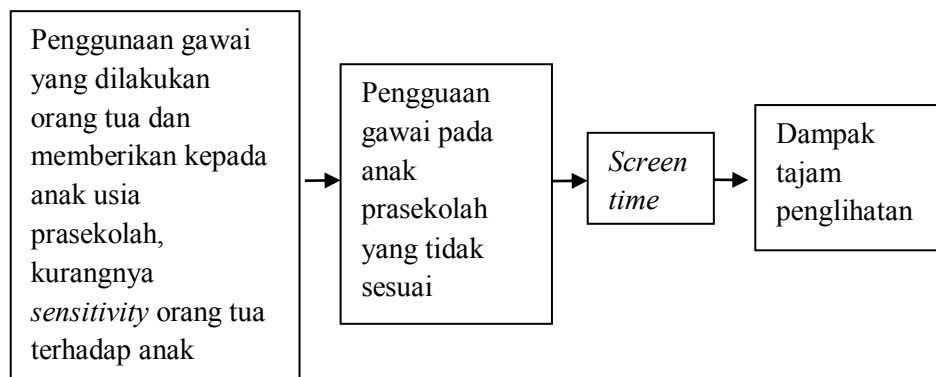 Penggunaan gawai
yang dilakukan
orang tua dan
memberikan kepada
anak usia
prasekolah,
kurangnya
sensitivity orang tua
terhadap anak
Pengguaan
gawai pada
anak
prasekolah
yang tidak
sesuai
Screen
time
Dampak
tajam
penglihatan